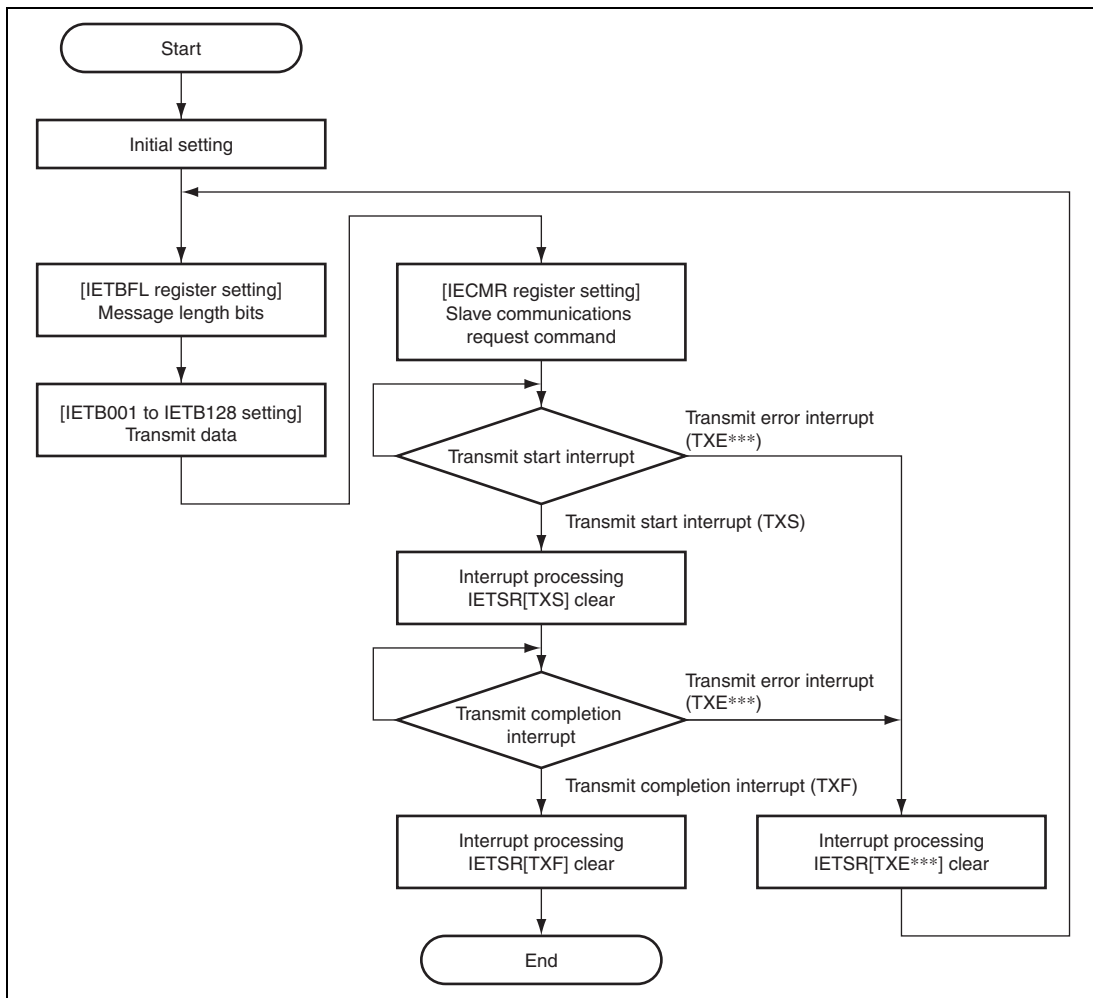 Start
Initial setting
[IETBFL register setting]
Message length bits
[IETB001 to IETB128 setting]
Transmit data
[IECMR register setting]
Slave communications
request command
Transmit start interrupt
Transmit error interrupt
(TXE***)
Transmit start interrupt (TXS)
Interrupt processing
IETSR[TXS] clear
Transmit completion
interrupt
Transmit error interrupt
(TXE***)
Transmit completion interrupt (TXF)
Interrupt processing
IETSR[TXF] clear
Interrupt processing
IETSR[TXE***] clear
End